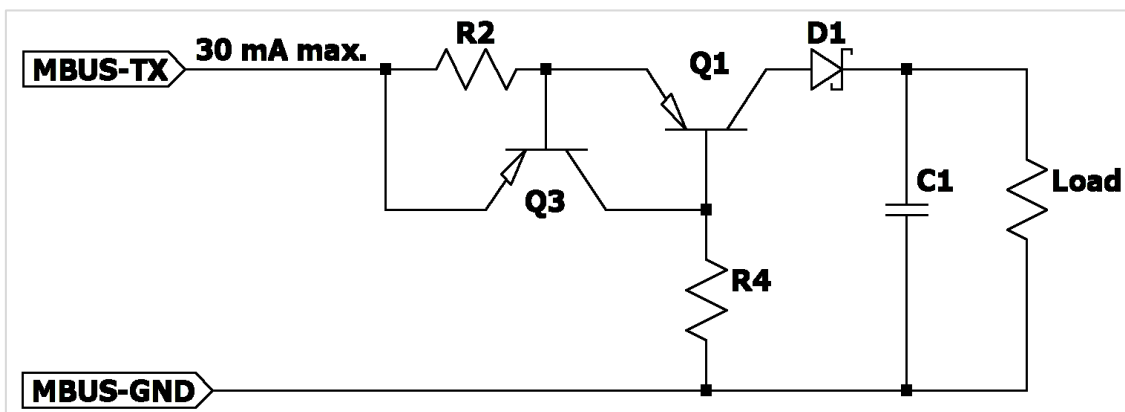 MBUS-TX
30 mA max.
R2
Q1
D1
Q3
C1
Load
R4
MBUS-GND